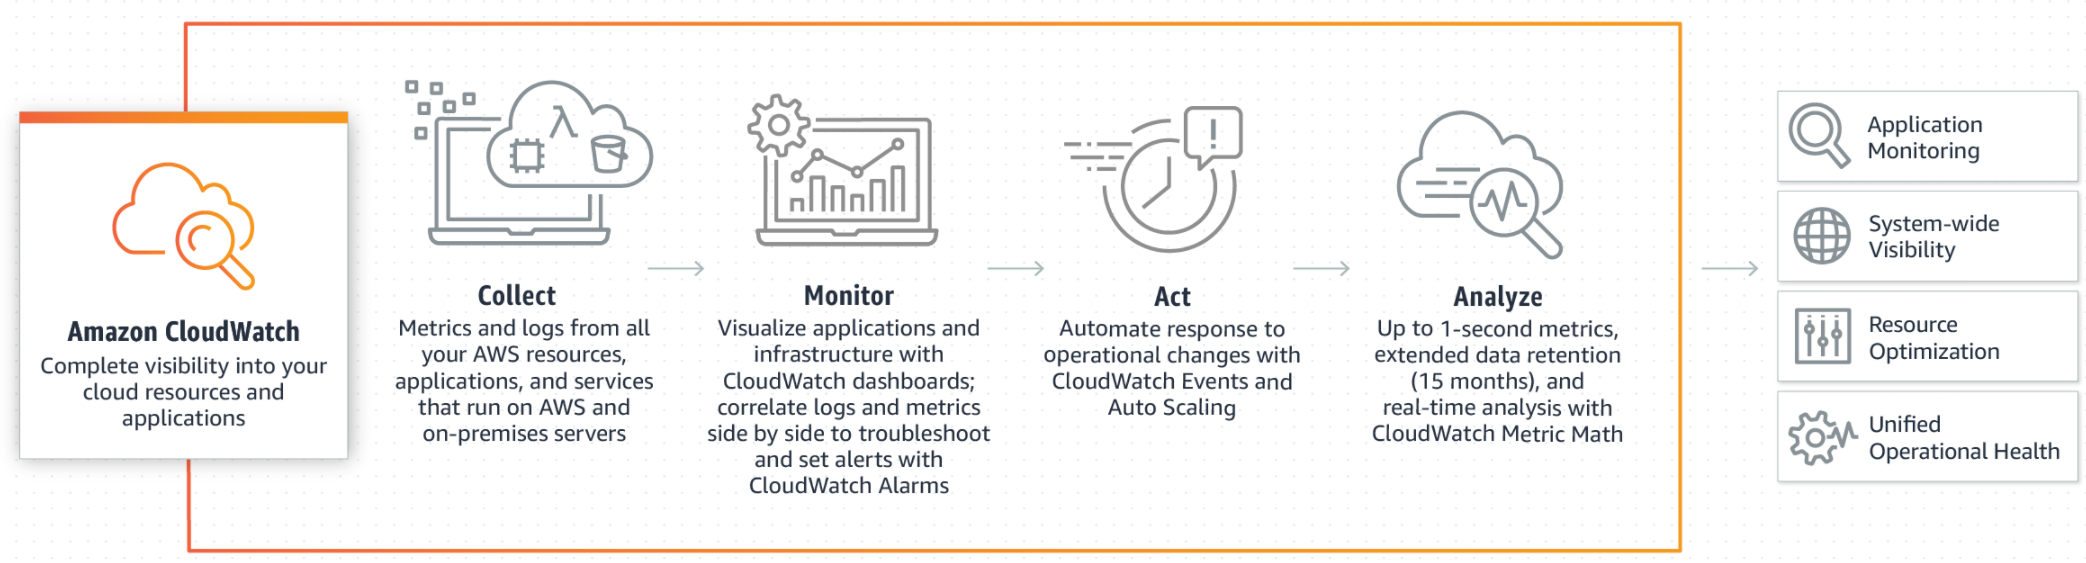 Amazon CloudWatch
Complete visibility into your
cloud resources and
applications
Collect
Metrics and logs from all
your AWS resources,
applications, and services
that run on AWS and
on-premises servers
Monitor
Visualize applications and
infrastructure with
CloudWatch dashboards;
correlate logs and metrics
side by side to troubleshoot
and set alerts with
CloudWatch Alarms
Act
Automate response to
operational changes with
CloudWatch Events and
Auto Scaling
Analyze
Up to 1-second metrics,
extended data retention
(15 months), and
real-time analysis with
CloudWatch Metric Math
Application
Monitoring
System-wide
Visibility
Resource
Optimization
Unified
Operational Health